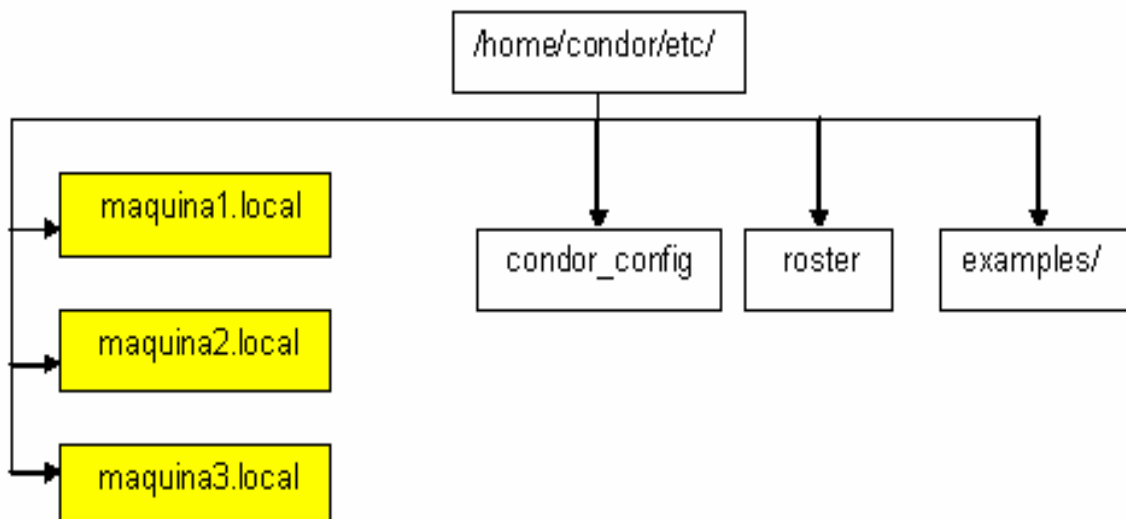 /home/condor/etc/
maquina1.local
condor_config
roster
examples/
maquina2.local
maquina3.local